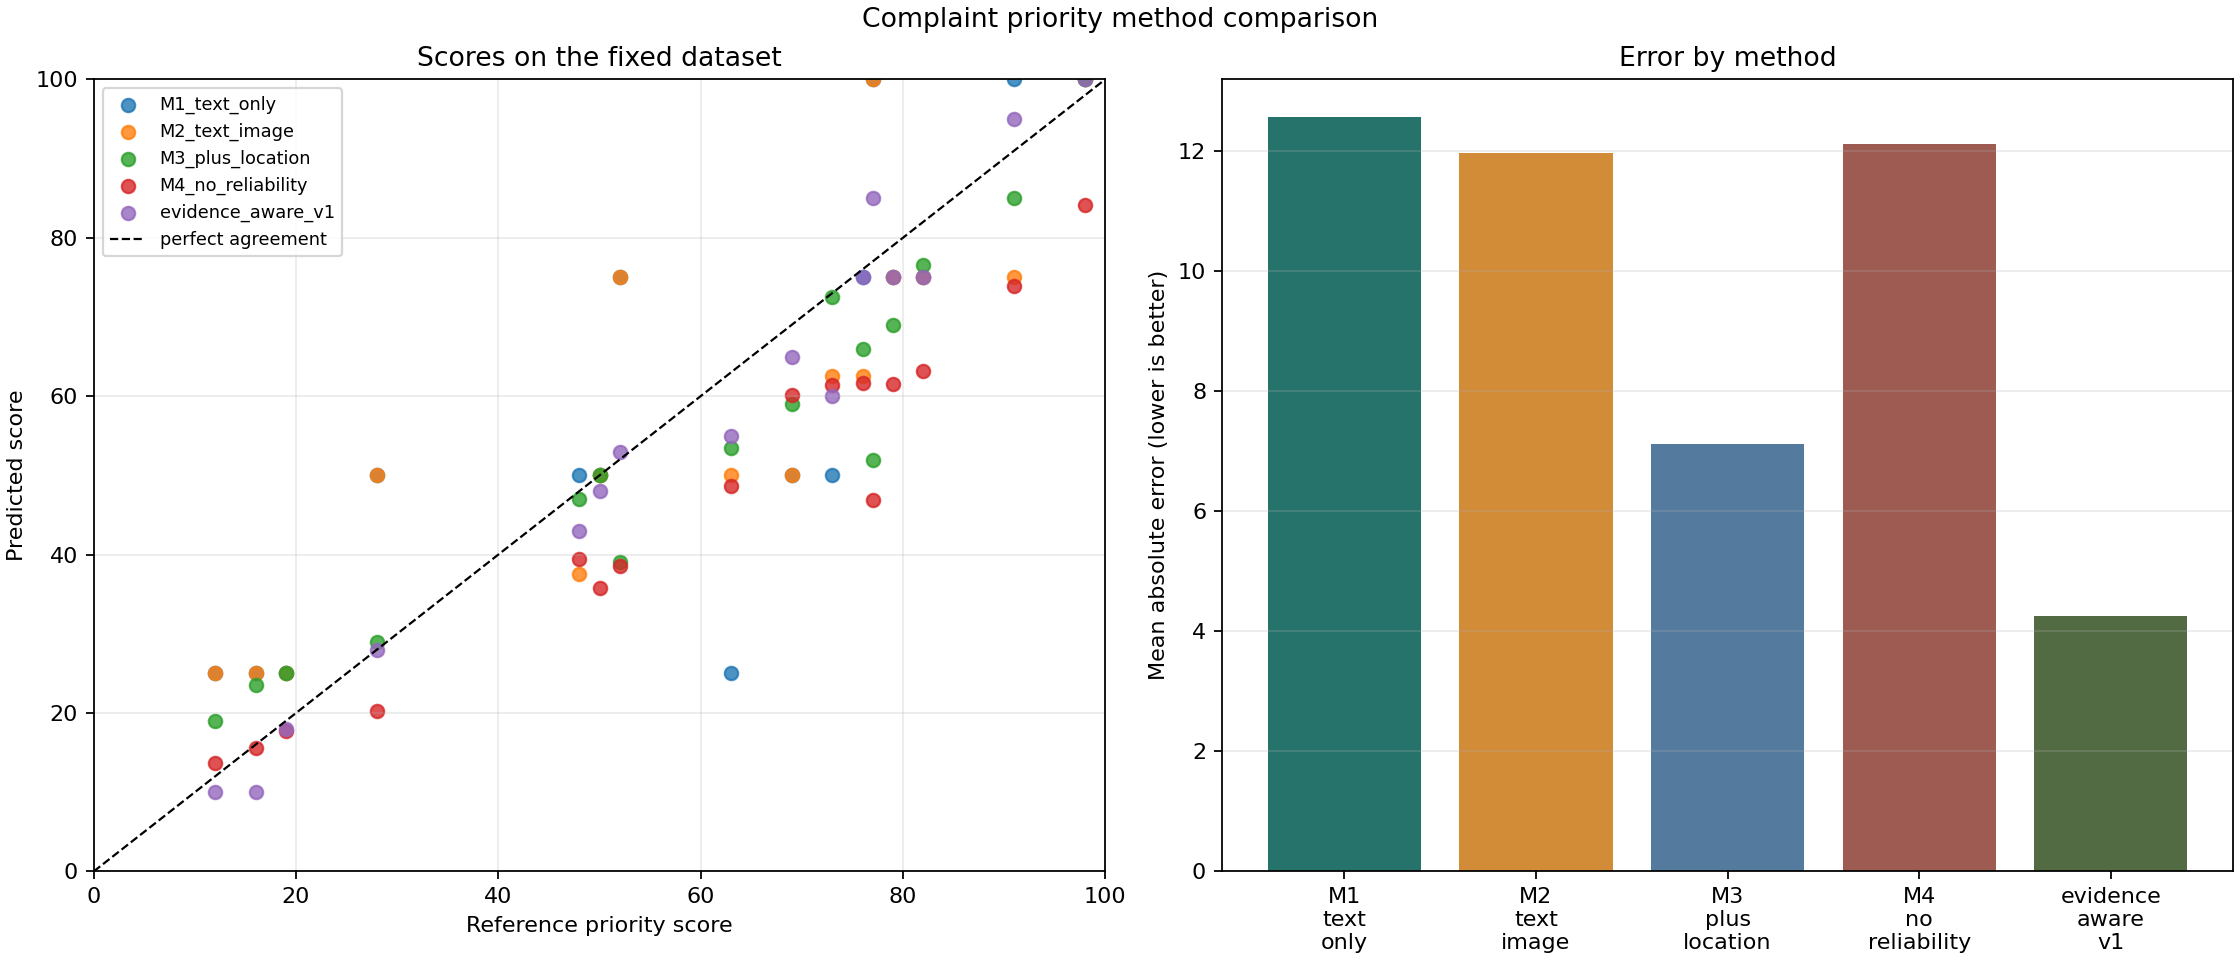 Complaint priority method comparison
Scores on the fixed dataset
100
80
60
40
20
0
Predicted score
M1_text_only
M2_text_image
M3_plus_location
M4_no_reliability
evidence_aware_v1
perfect agreement
0 20 40 60 80 100
Reference priority score
Error by method
12
10
8
6
4
2
0
Mean absolute error (lower is better)
M1
text
only
M2
text
image
M3
plus
location
M4
no
reliability
evidence
aware
v1